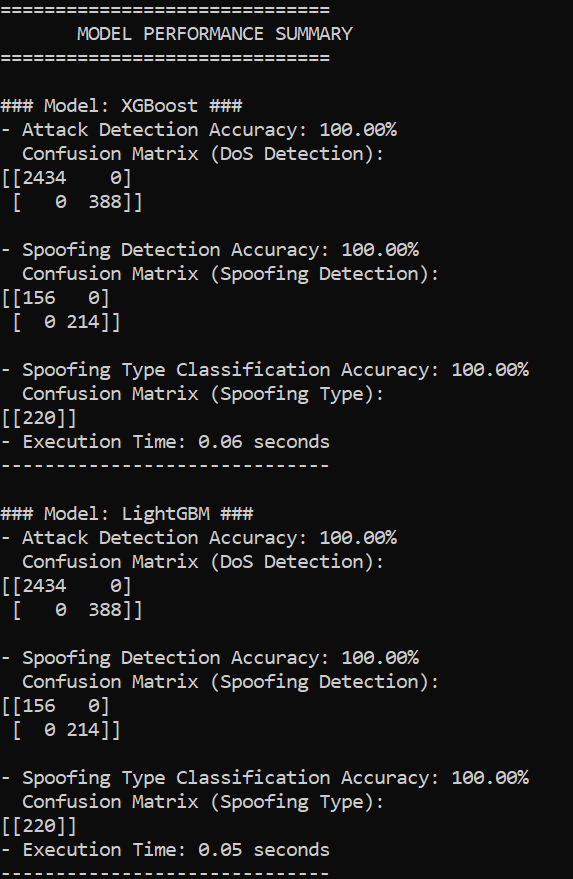 ==============================
MODEL PERFORMANCE SUMMARY
==============================
### Model: XGBoost ###
- Attack Detection Accuracy: 100.00%
Confusion Matrix (DoS Detection):
[[2434    0]
[   0  388]]
- Spoofing Detection Accuracy: 100.00%
Confusion Matrix (Spoofing Detection):
[[156   0]
[  0 214]]
- Spoofing Type Classification Accuracy: 100.00%
Confusion Matrix (Spoofing Type):
[[220]]
- Execution Time: 0.06 seconds
------------------------------
### Model: LightGBM ###
- Attack Detection Accuracy: 100.00%
Confusion Matrix (DoS Detection):
[[2434    0]
[   0  388]]
- Spoofing Detection Accuracy: 100.00%
Confusion Matrix (Spoofing Detection):
[[156   0]
[  0 214]]
- Spoofing Type Classification Accuracy: 100.00%
Confusion Matrix (Spoofing Type):
[[220]]
- Execution Time: 0.05 seconds
------------------------------